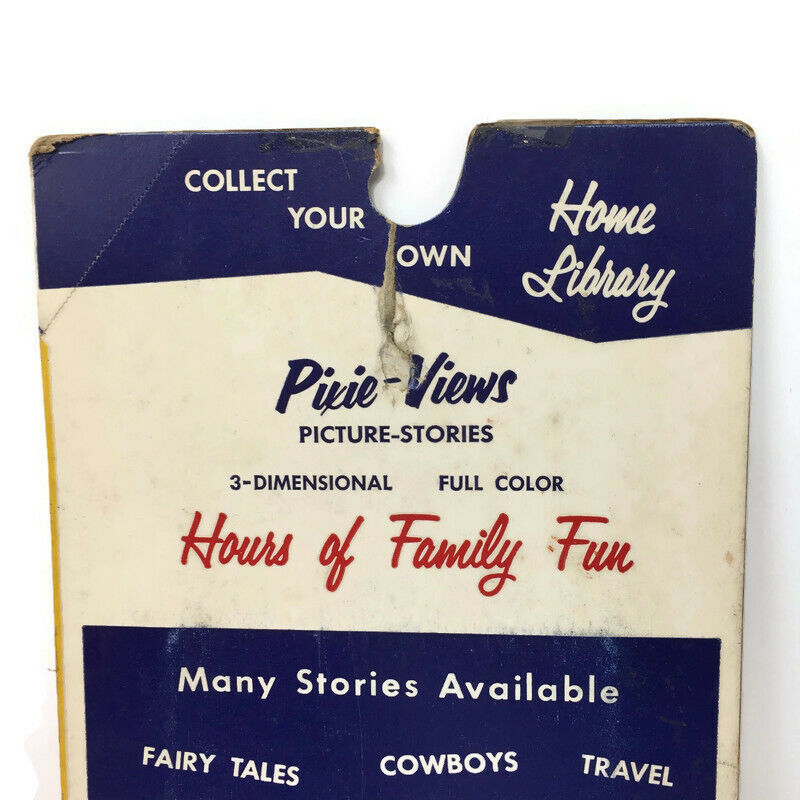 COLLECT
YOUR
OWN
Home
Library
Pixie-Views
PICTURE-STORIES
3-DIMENSIONAL FULL COLOR
Hours of Family Fun
Many Stories Available
FAIRY TALES COWBOYS TRAVEL